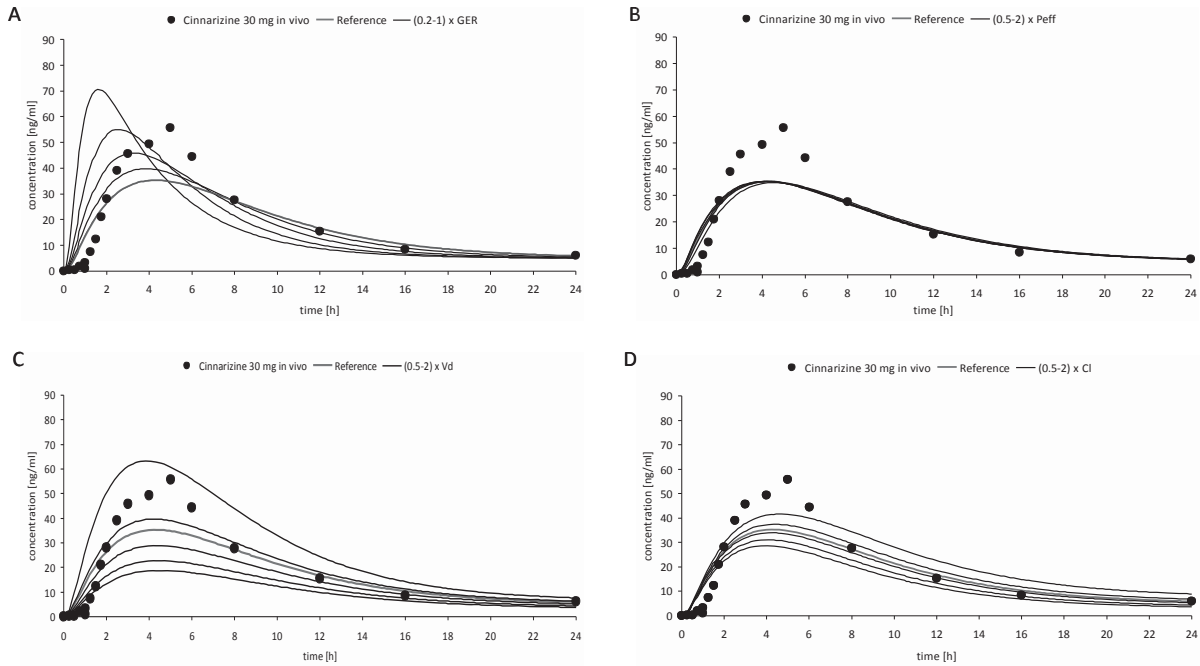 A
Cinnarizine 30 mg in vivo Reference (0.2-1) x GER
90
80
70
60
50
40
30
20
10
0
concentration [ng/ml]
0 2 4 6 8 10 12 14 16 18 20 22 24
time [h]
B
Cinnarizine 30 mg in vivo Reference (0.5-2) x Peff
90
80
70
60
50
40
30
20
10
0
concentration [ng/ml]
0 2 4 6 8 10 12 14 16 18 20 22 24
time [h]
C
Cinnarizine 30 mg in vivo Reference (0.5-2) x Vd
90
80
70
60
50
40
30
20
10
0
concentration [ng/ml]
0 2 4 6 8 10 12 14 16 18 20 22 24
time [h]
D
Cinnarizine 30 mg in vivo Reference (0.5-2) x Cl
90
80
70
60
50
40
30
20
10
0
concentration [ng/ml]
0 2 4 6 8 10 12 14 16 18 20 22 24
time [h]